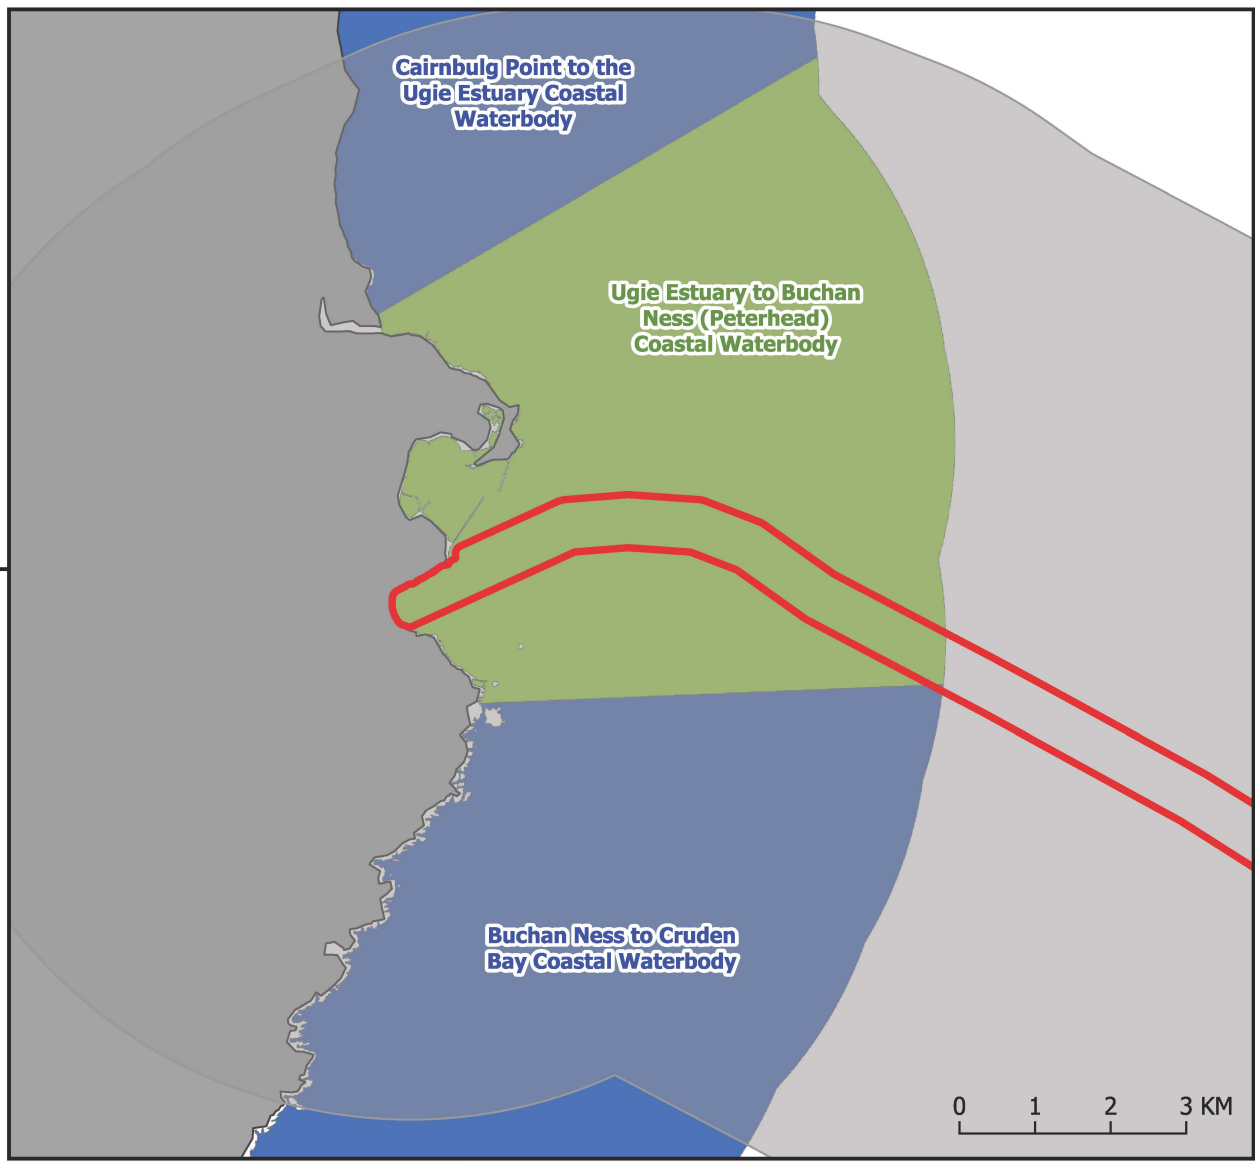 Cairnbulg Point to the
Ugie Estuary Coastal
Waterbody
Ugie Estuary to Buchan
Ness (Peterhead)
Coastal Waterbody
Buchan Ness to Cruden
Bay Coastal Waterbody
0 1 2 3 KM